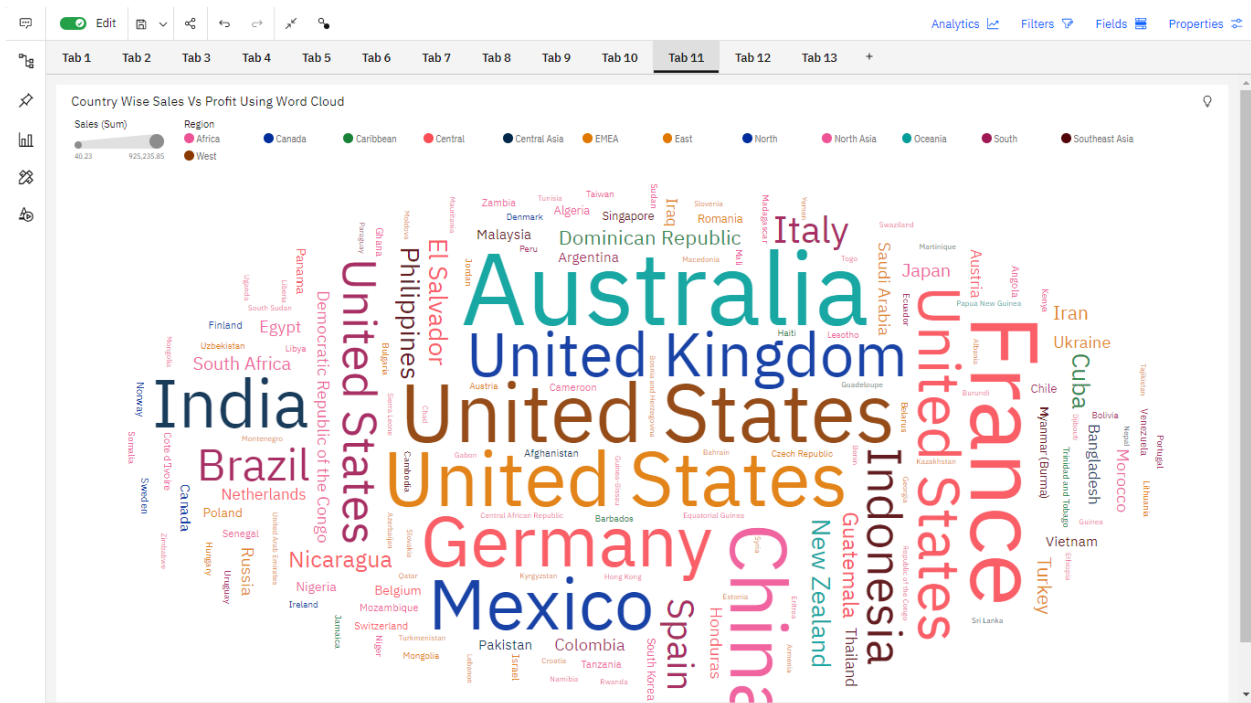 Edit
Analytics
Filters
Fields
Properties
Tab 1 Tab 2 Tab 3 Tab 4 Tab 5 Tab 6 Tab 7 Tab 8 Tab 9 Tab 10 Tab 11 Tab 12 Tab 13 +
Country Wise Sales Vs Profit Using Word Cloud
Sales (Sum)
40.23 925,235.85
Region
Africa Canada Caribbean Central Central Asia EMEA East North North Asia Oceania South Southeast Asia
West
Sudan
Taiwan
Tunisia
Zambia
Mauritania
Denmark
Algeria
Singapore
Iraq
Slovenia
Romania
Madagascar
Yemen
Italy
Swaziland
Moldova
Paraguay
Ghana
Malaysia
Peru
Dominican Republic
Argentina
Macedonia
Mali
Togo
Saudi Arabia
Martinique
Japan
Austria
Angola
Panama
Uganda
Liberia
South Sudan
United States
Philippines
El Salvador
Jordan
Australia
Ecuador
Papua New Guinea
Kenya
Iran
Finland
Egypt
Uzbekistan
Libya
Democratic Republic of the Congo
Bulgaria
United Kingdom
Haiti
Lesotho
United States
France
Albania
Ukraine
Mongolia
South Africa
Norway
India
Sierra Leone
Chad
Austria
Cameroon
Bosnia and Herzegovina
Guadeloupe
United States
Belarus
Burundi
Chile
Cuba
Tajikistan
Myanmar (Burma)
Djibouti
Bolivia
Nepal
Venezuela
Portugal
Somalia
Cote d'Ivoire
Montenegro
Brazil
Cambodia
Gabon
Afghanistan
Bahrain
Czech Republic
Benin
Kazakhstan
Bangladesh
Trinidad and Tobago
Morocco
Lithuania
Sweden
Canada
Netherlands
Poland
United States
Guinea-Bissau
Indonesia
Georgia
Guinea
Zimbabwe
Senegal
United Arab Emirates
Azerbaijan
Slovakia
Central African Republic
Barbados
Equatorial Guinea
Germany
China
Syria
New Zealand
Guatemala
Republic of the Congo
Vietnam
Ethiopia
Hungary
Russia
Nicaragua
Uruguay
Nigeria
Ireland
Qatar
Belgium
Mozambique
Kyrgyzstan
Hong Kong
Mexico
Estonia
Eritrea
Turkey
Sri Lanka
Jamaica
Switzerland
Niger
Turkmenistan
Mongolia
Pakistan
Colombia
Spain
Honduras
Armenia
Thailand
Lebanon
Israel
Croatia
Tanzania
Namibia
Rwanda
South Korea